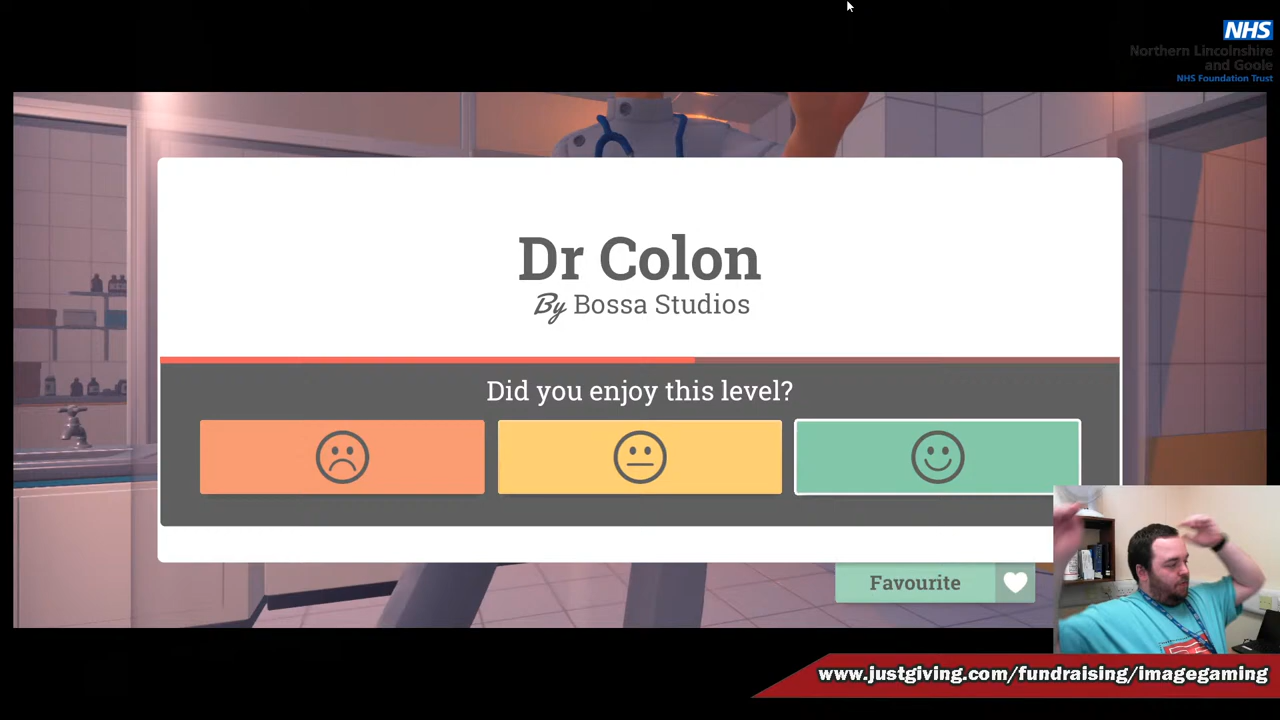 NHS
Northern Lincolnshire
and Goole
NHS Foundation Trust
Dr Colon
By Bossa Studios
Did you enjoy this level?
Favourite
www.justgiving.com/fundraising/imagegaming